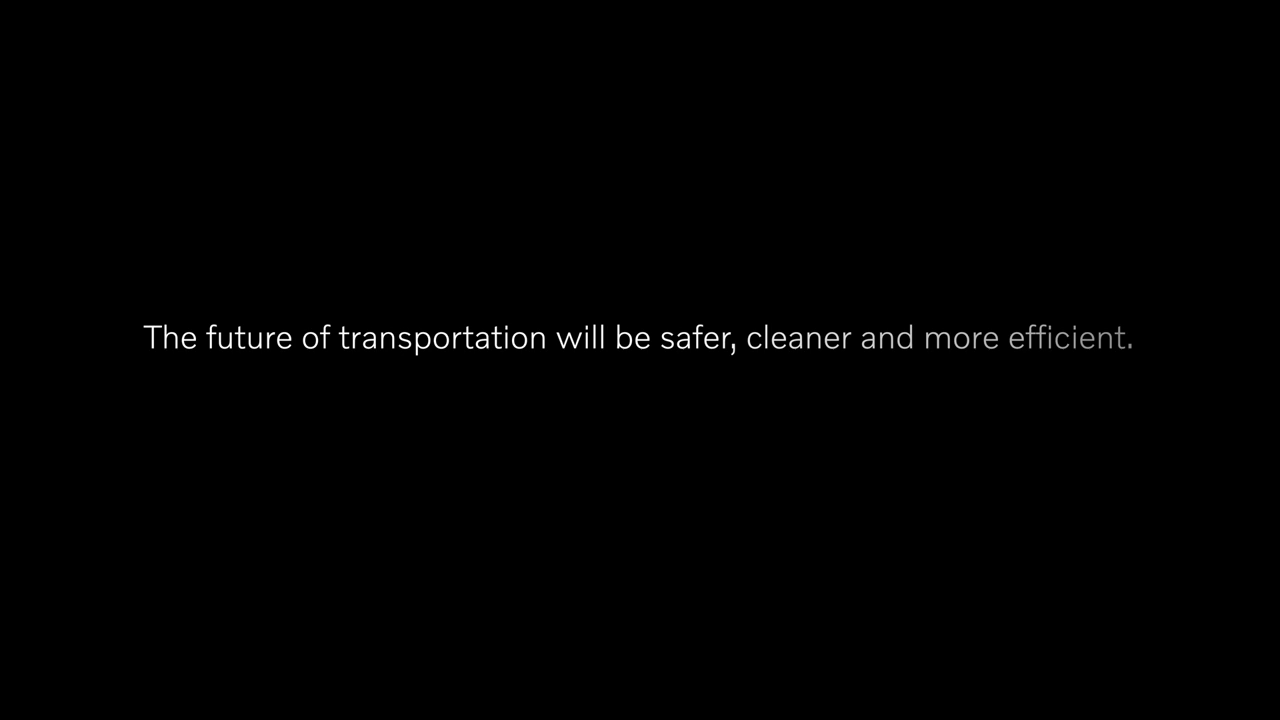 The future of transportation will be safer, cleaner and more efficient.